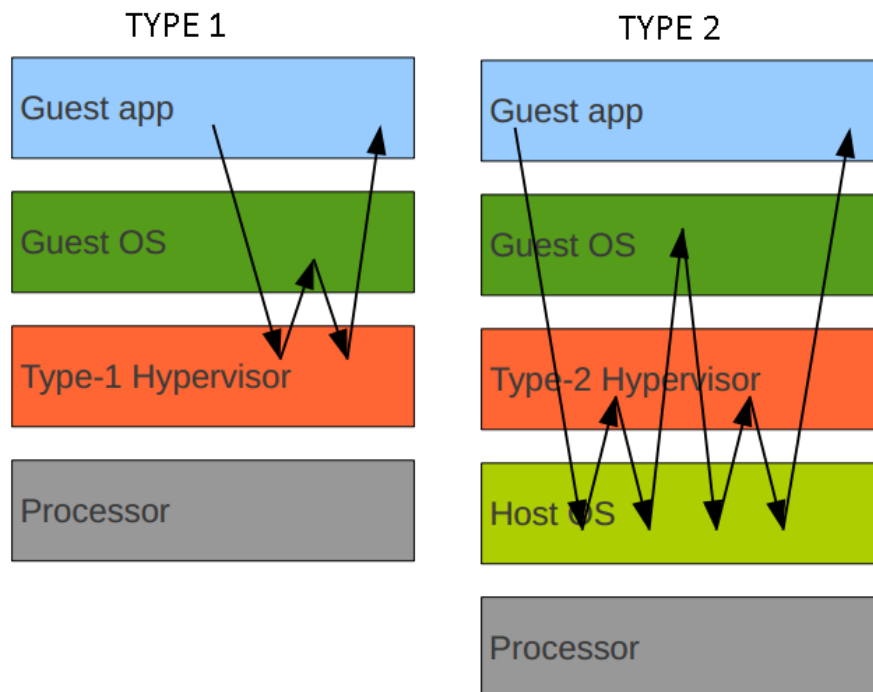 TYPE 1
Guest app
Guest OS
Type-1 Hypervisor
Processor
TYPE 2
Guest app
Guest OS
Type-2 Hypervisor
Host OS
Processor